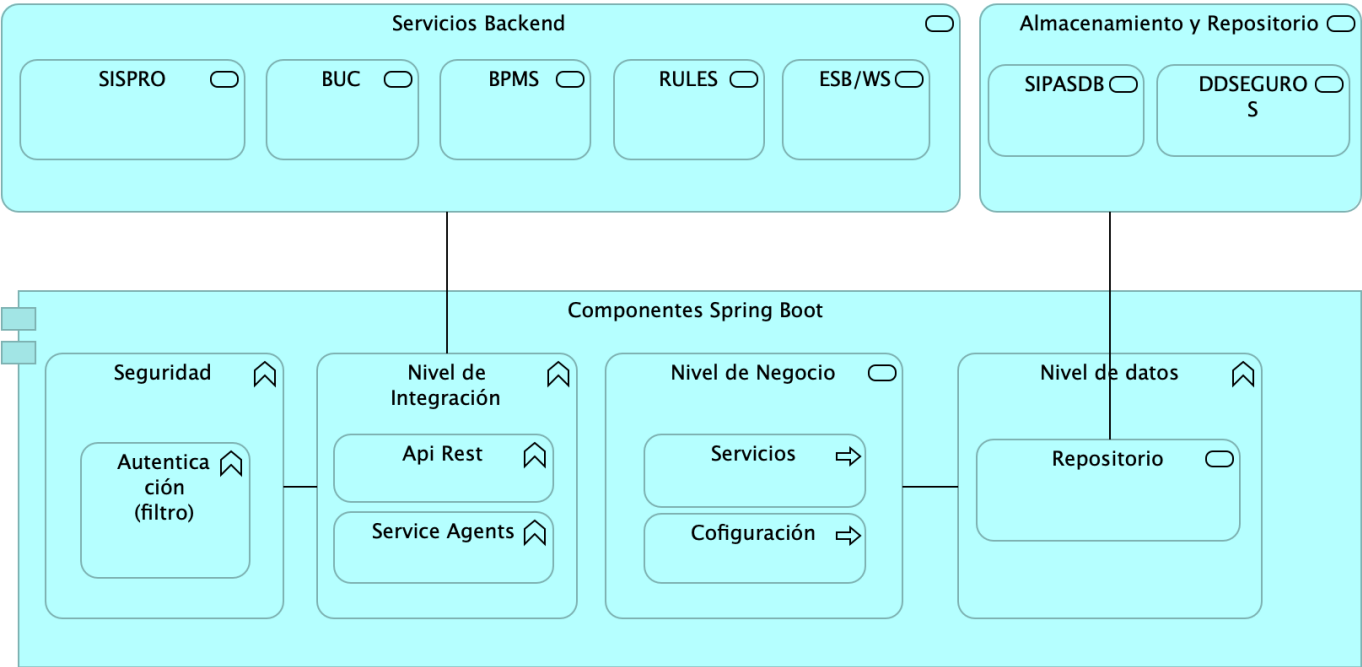 Servicios Backend
SISPRO
BUC
BPMS
RULES
ESB/WS
Almacenamiento y Repositorio
SIPASDB
DDSEGURO
S
Componentes Spring Boot
Seguridad
Autentica
ción
(filtro)
Nivel de
Integración
Api Rest
Service Agents
Nivel de Negocio
Servicios
Cofiguración
Nivel de datos
Repositorio